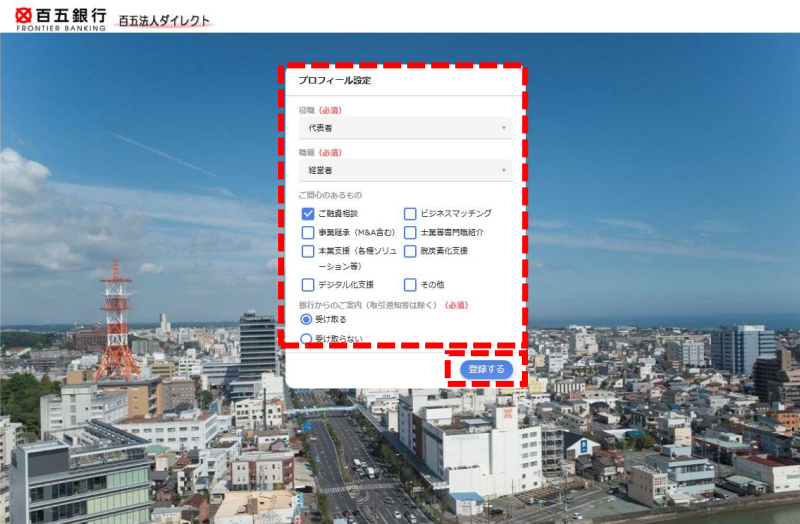 百五銀行
FRONTIER BANKING
百五法人ダイレクト
プロフィール設定
役職（必須）
代表者
職種（必須）
経営者
ご関心のあるもの
ご融資相談
ビジネスマッチング
事業継承（M&A含む）
士業等専門職紹介
本業支援（各種ソリュ
ーション等）
脱炭素化支援
デジタル化支援
その他
銀行からのご案内（取引通知等は除く）（必須）
受け取る
受け取らない
登録する